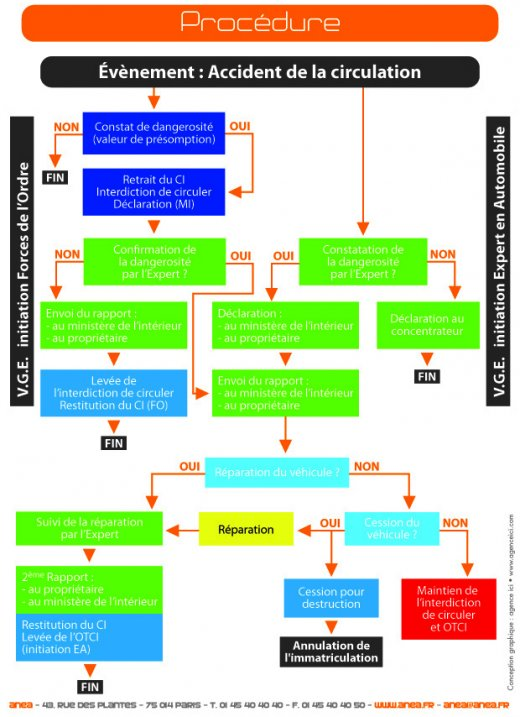 Procédure
Évènement : Accident de la circulation
V.G.E. initiation Forces de l'Ordre
V.G.E. initiation Expert en Automobile
NON
Constat de dangerosité
(valeur de présomption)
OUI
FIN
Retrait du CI
Interdiction de circuler
Déclaration (MI)
NON
Confirmation de
la dangerosité
par l'Expert ?
OUI
OUI
Constatation de
la dangerosité
par l'Expert ?
NON
Envoi du rapport :
- au ministère de l'intérieur
- au propriétaire
Déclaration :
- au ministère de l'intérieur
- au propriétaire
Déclaration au
concentrateur
FIN
Levée de
l'interdiction de circuler
Restitution du CI (FO)
FIN
Envoi du rapport :
- au ministère de l'intérieur
- au propriétaire
OUI
Réparation du véhicule ?
NON
Suivi de la réparation
par l'Expert
Réparation
OUI
Cession du
véhicule ?
NON
2ème Rapport :
- au propriétaire
- au ministère de l'intérieur
Restitution du CI
Levée de l'OTCI
(initiation EA)
FIN
Cession pour
destruction
Annulation de
l'immatriculation
Maintien de
l'interdiction
de circuler
et OTCI
Conception graphique : agence ici • www.agenceici.com
anea – 43, RUE DES PLANTES – 75 014 PARIS – T. 01 45 40 40 40 – F. 01 45 40 40 50 – WWW.ANEA.FR – ANEA@ANEA.FR